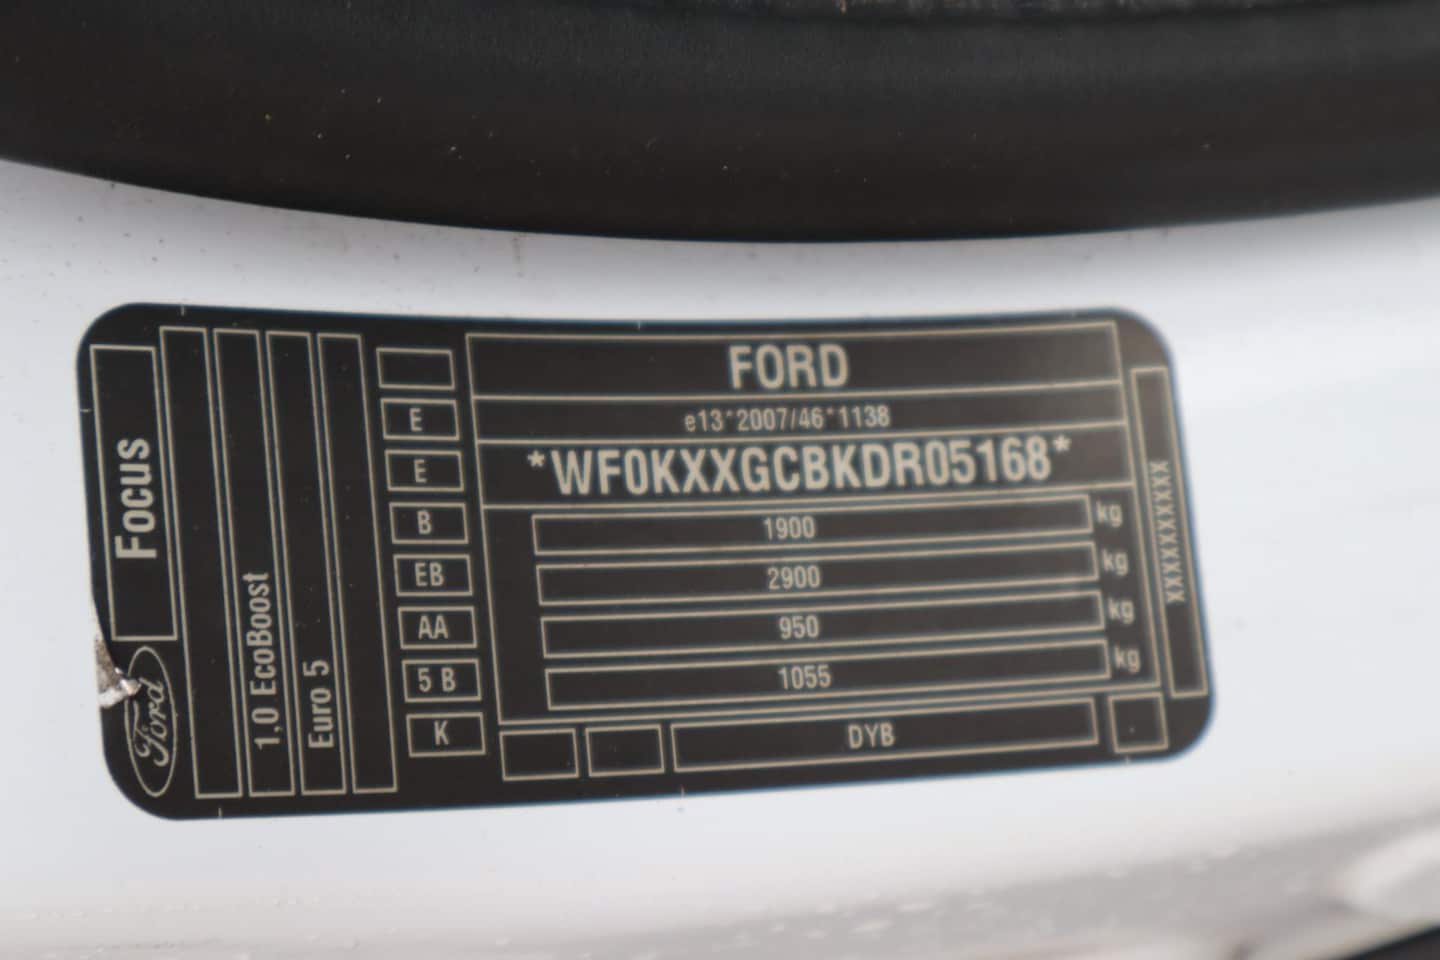 Focus
Ford
1,0 EcoBoost
Euro 5
E
E
B
EB
AA
5 B
K
FORD
e13*2007/46*1138
*WF0KXXGCBKDR05168*
1900 kg
2900 kg
950 kg
1055 kg
DYB
XXXXXXXXXX